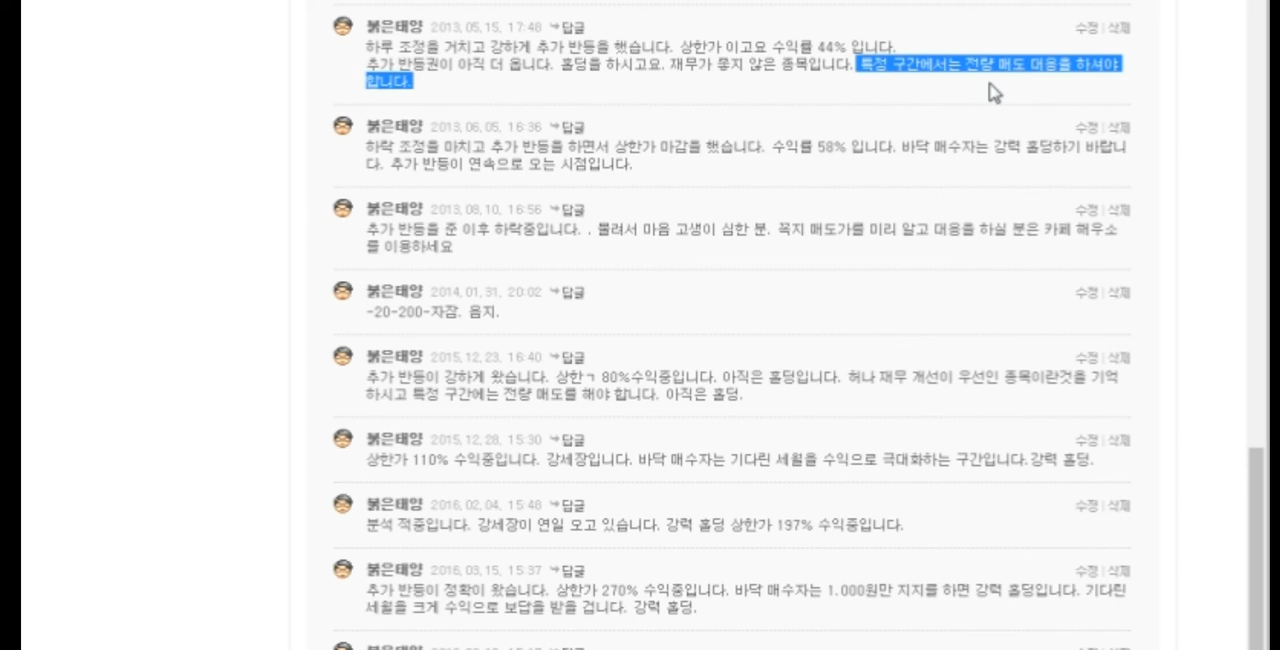 붉은태양 2013.05.15. 17:48 답글 수정 | 삭제
하루 조정을 거치고 강하게 추가 반등을 했습니다. 상한가 이고요 수익률 44% 입니다.
추가 반등권이 아직 더 옵니다. 홀딩을 하시고요. 재무가 좋지 않은 종목입니다. 특정 구간에서는 전량 매도 대응을 하셔야
합니다.
붉은태양 2013.06.05. 16:36 답글 수정 | 삭제
하락 조정을 마치고 추가 반등을 하면서 상한가 마감을 했습니다. 수익률 58% 입니다. 바닥 매수자는 강력 홀딩하기 바랍니
다. 추가 반등이 연속으로 오는 시점입니다.
붉은태양 2013.08.10. 16:56 답글 수정 | 삭제
추가 반등을 준 이후 하락중입니다. . 물려서 마음 고생이 심한 분. 꼭지 매도가를 미리 알고 대응을 하실 분은 카페 해우소
를 이용하세요
붉은태양 2014.01.31. 20:02 답글 수정 | 삭제
-20-200-자잠. 음지.
붉은태양 2015.12.23. 16:40 답글 수정 | 삭제
추가 반등이 강하게 왔습니다. 상한ㄱ 80%수익중입니다. 아직은 홀딩입니다. 허나 재무 개선이 우선인 종목이란것을 기억
하시고 특정 구간에는 전량 매도를 해야 합니다. 아직은 홀딩.
붉은태양 2015.12.28. 15:30 답글 수정 | 삭제
상한가 110% 수익중입니다. 강세장입니다. 바닥 매수자는 기다린 세월을 수익으로 극대화하는 구간입니다.강력 홀딩.
붉은태양 2016.02.04. 15:48 답글 수정 | 삭제
분석 적중입니다. 강세장이 연일 오고 있습니다. 강력 홀딩 상한가 197% 수익중입니다.
붉은태양 2016.03.15. 15:37 답글 수정 | 삭제
추가 반등이 정확이 왔습니다. 상한가 270% 수익중입니다. 바닥 매수자는 1.000원만 지지를 하면 강력 홀딩입니다. 기다린
세월을 크게 수익으로 보답을 받을 겁니다. 강력 홀딩.